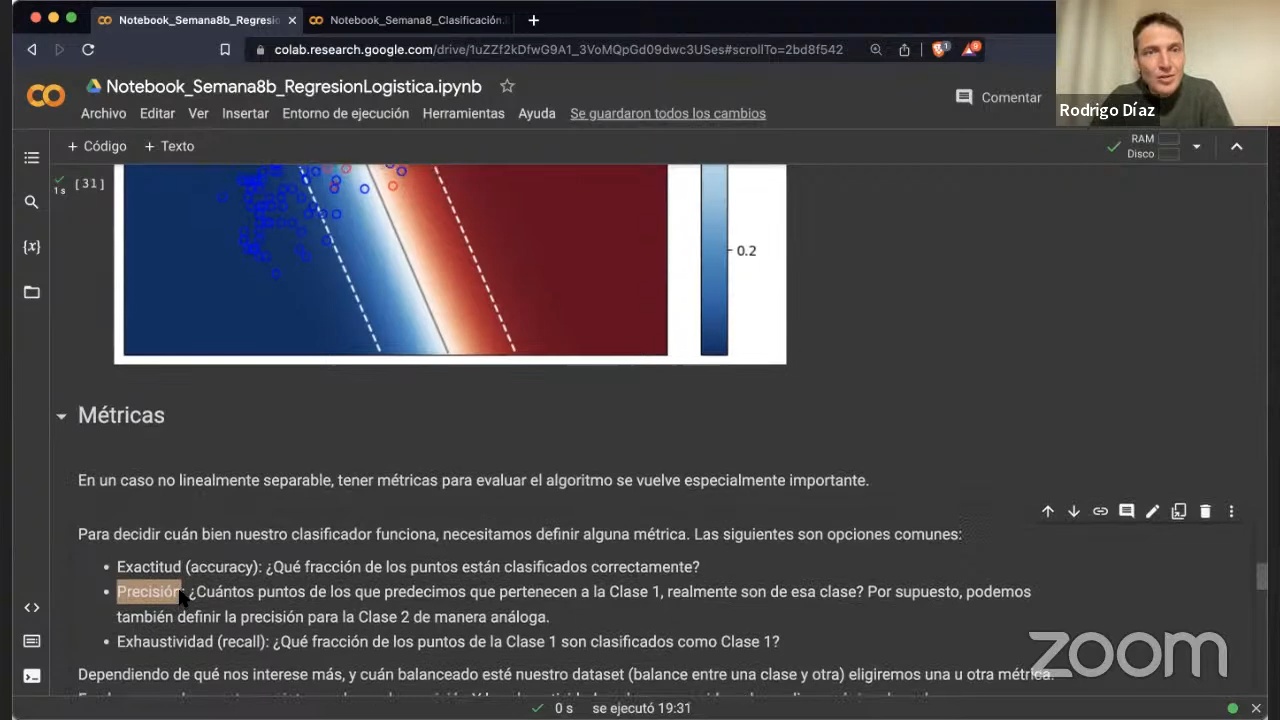 Notebook_Semana8b_Regresio
Notebook_Semana8_Clasificación.i
colab.research.google.com/drive/1uZZf2kDfwG9A1_3VoMQpGd09dwc3USes#scrollTo=2bd8f542
1
9
Notebook_Semana8b_RegresionLogistica.ipynb
Comentar
Rodrigo Díaz
Archivo Editar Ver Insertar Entorno de ejecución Herramientas Ayuda Se guardaron todos los cambios
+ Código + Texto
RAM
Disco
1s
[31]
{x}
0.2
Métricas
En un caso no linealmente separable, tener métricas para evaluar el algoritmo se vuelve especialmente importante.
Para decidir cuán bien nuestro clasificador funciona, necesitamos definir alguna métrica. Las siguientes son opciones comunes:
• Exactitud (accuracy): ¿Qué fracción de los puntos están clasificados correctamente?
• Precisión: ¿Cuántos puntos de los que predecimos que pertenecen a la Clase 1, realmente son de esa clase? Por supuesto, podemos
también definir la precisión para la Clase 2 de manera análoga.
• Exhaustividad (recall): ¿Qué fracción de los puntos de la Clase 1 son clasificados como Clase 1?
Dependiendo de qué nos interese más, y cuán balanceado esté nuestro dataset (balance entre una clase y otra) eligiremos una u otra métrica.
zoom
0 s se ejecutó 19:31